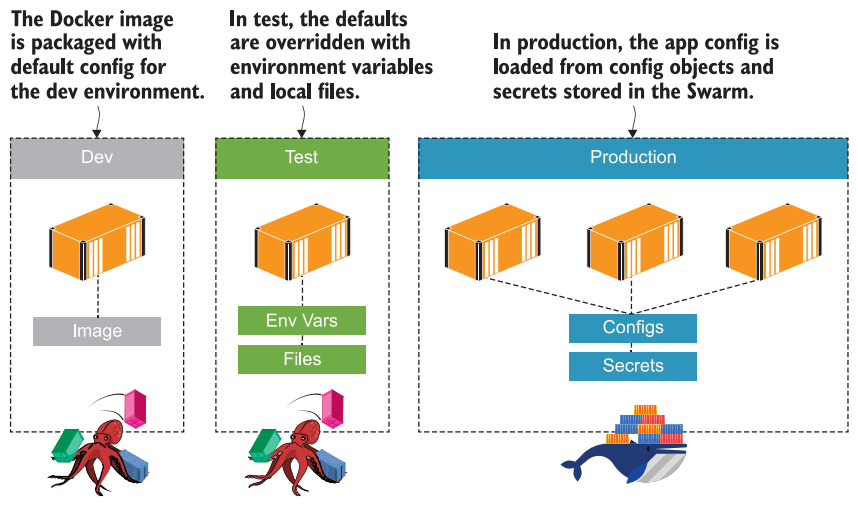 The Docker image
is packaged with
default config for
the dev environment.
In test, the defaults
are overridden with
environment variables
and local files.
In production, the app config is
loaded from config objects and
secrets stored in the Swarm.
Dev
Test
Production
Image
Env Vars
Files
Configs
Secrets